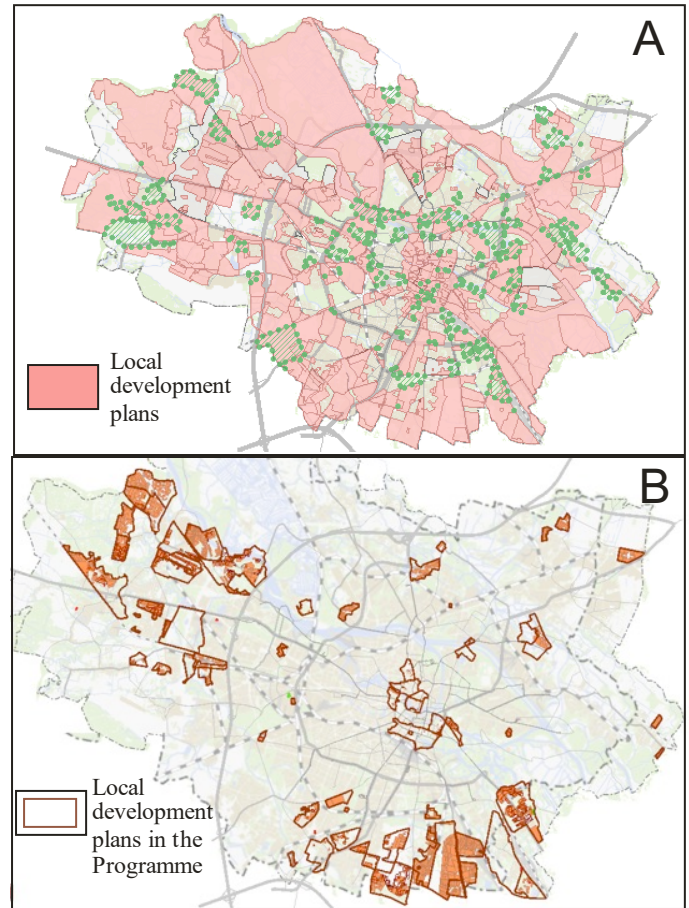 A
Local
development
plans
B
Local
development
plans in the
Programme